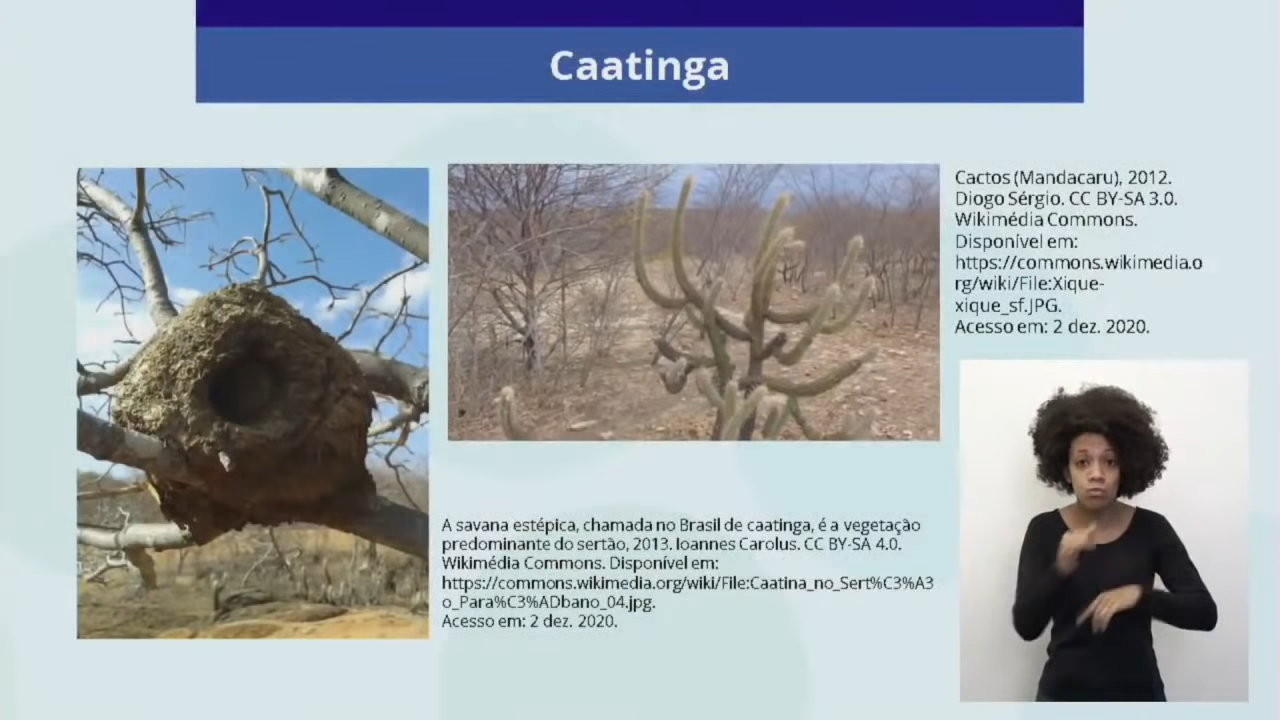 Caatinga
Cactos (Mandacaru), 2012.
Diogo Sérgio. CC BY-SA 3.0.
Wikimédia Commons.
Disponível em:
https://commons.wikimedia.o
rg/wiki/File:Xique-
xique_sf.JPG.
Acesso em: 2 dez. 2020.
A savana estépica, chamada no Brasil de caatinga, é a vegetação
predominante do sertão, 2013. Ioannes Carolus. CC BY-SA 4.0.
Wikimédia Commons. Disponível em:
https://commons.wikimedia.org/wiki/File:Caatina_no_Sert%C3%A3
o_Para%C3%ADbano_04.jpg.
Acesso em: 2 dez. 2020.